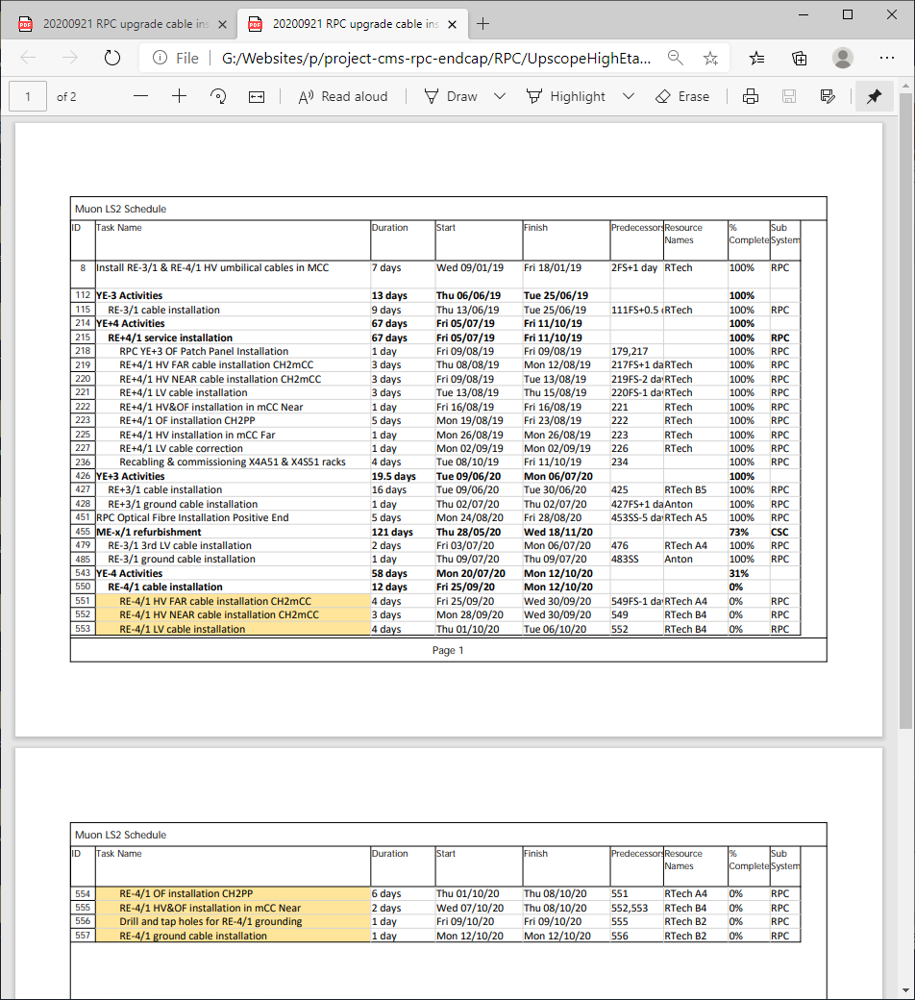 20200921 RPC upgrade cable ins
20200921 RPC upgrade cable ins
File G:/Websites/p/project-cms-rpc-endcap/RPC/UpscopeHighEta...
1 of 2 Read aloud Draw Highlight Erase
Muon LS2 Schedule
ID Task Name Duration Start Finish Predecessors Resource Names % Complete Sub System
8 Install RE-3/1 & RE-4/1 HV umbilical cables in MCC 7 days Wed 09/01/19 Fri 18/01/19 2FS+1 day RTech 100% RPC
112 YE-3 Activities 13 days Thu 06/06/19 Tue 25/06/19 100%
115 RE-3/1 cable installation 9 days Thu 13/06/19 Tue 25/06/19 111FS+0.5 RTech 100% RPC
214 YE+4 Activities 67 days Fri 05/07/19 Fri 11/10/19 100%
215 RE+4/1 service installation 67 days Fri 05/07/19 Fri 11/10/19 100% RPC
218 RPC YE+3 OF Patch Panel Installation 1 day Fri 09/08/19 Fri 09/08/19 179,217 100% RPC
219 RE+4/1 HV FAR cable installation CH2mCC 3 days Thu 08/08/19 Mon 12/08/19 217FS+1 da RTech 100% RPC
220 RE+4/1 HV NEAR cable installation CH2mCC 3 days Fri 09/08/19 Tue 13/08/19 219FS-2 da RTech 100% RPC
221 RE+4/1 LV cable installation 3 days Tue 13/08/19 Thu 15/08/19 220FS-1 da RTech 100% RPC
222 RE+4/1 HV&OF installation in mCC Near 1 day Fri 16/08/19 Fri 16/08/19 221 RTech 100% RPC
223 RE+4/1 OF installation CH2PP 5 days Mon 19/08/19 Fri 23/08/19 222 RTech 100% RPC
225 RE+4/1 HV installation in mCC Far 1 day Mon 26/08/19 Mon 26/08/19 223 RTech 100% RPC
227 RE+4/1 LV cable correction 1 day Mon 02/09/19 Mon 02/09/19 226 RTech 100% RPC
236 Recabling & commissioning X4A51 & X4S51 racks 4 days Tue 08/10/19 Fri 11/10/19 234 100% RPC
426 YE+3 Activities 19.5 days Tue 09/06/20 Mon 06/07/20 100%
427 RE+3/1 cable installation 16 days Tue 09/06/20 Tue 30/06/20 425 RTech B5 100% RPC
428 RE+3/1 ground cable installation 1 day Thu 02/07/20 Thu 02/07/20 427FS+1 da Anton 100% RPC
451 RPC Optical Fibre Installation Positive End 5 days Mon 24/08/20 Fri 28/08/20 453SS-5 da RTech A5 100% RPC
455 ME-x/1 refurbishment 121 days Thu 28/05/20 Wed 18/11/20 73% CSC
479 RE-3/1 3rd LV cable installation 2 days Fri 03/07/20 Mon 06/07/20 476 RTech A4 100% RPC
485 RE-3/1 ground cable installation 1 day Thu 09/07/20 Thu 09/07/20 483SS Anton 100% RPC
543 YE-4 Activities 58 days Mon 20/07/20 Mon 12/10/20 31%
550 RE-4/1 cable installation 12 days Fri 25/09/20 Mon 12/10/20 0%
551 RE-4/1 HV FAR cable installation CH2mCC 4 days Fri 25/09/20 Wed 30/09/20 549FS-1 da RTech A4 0% RPC
552 RE-4/1 HV NEAR cable installation CH2mCC 3 days Mon 28/09/20 Wed 30/09/20 549 RTech B4 0% RPC
553 RE-4/1 LV cable installation 4 days Thu 01/10/20 Tue 06/10/20 552 RTech B4 0% RPC
Page 1
Muon LS2 Schedule
ID Task Name Duration Start Finish Predecessors Resource Names % Complete Sub System
554 RE-4/1 OF installation CH2PP 6 days Thu 01/10/20 Thu 08/10/20 551 RTech A4 0% RPC
555 RE-4/1 HV&OF installation in mCC Near 2 days Wed 07/10/20 Thu 08/10/20 552,553 RTech B4 0% RPC
556 Drill and tap holes for RE-4/1 grounding 1 day Fri 09/10/20 Fri 09/10/20 555 RTech B2 0% RPC
557 RE-4/1 ground cable installation 1 day Mon 12/10/20 Mon 12/10/20 556 RTech B2 0% RPC